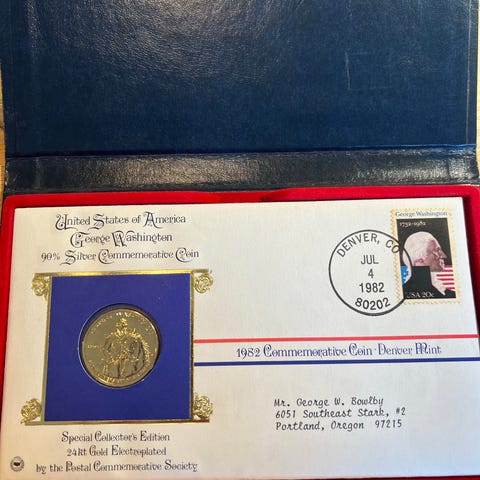 United States of America
George Washington
90% Silver Commemorative Coin
DENVER, CO
JUL
4
1982
80202
George Washington
1732-1982
USA 20c
1982 Commemorative Coin - Denver Mint
Mr. George W. Bowlby
6051 Southeast Stark, #2
Portland, Oregon 97215
Special Collector's Edition
24kt Gold Electroplated
by the Postal Commemorative Society